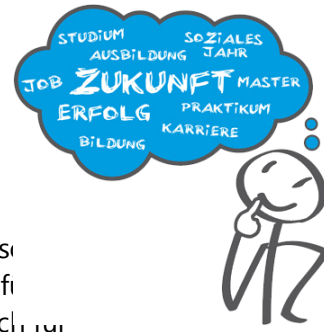 STUDIUM
SOZIALES
AUSBILDUNG JAHR
JOB ZUKUNFT MASTER
ERFOLG PRAKTIKUM
KARRIERE
BILDUNG